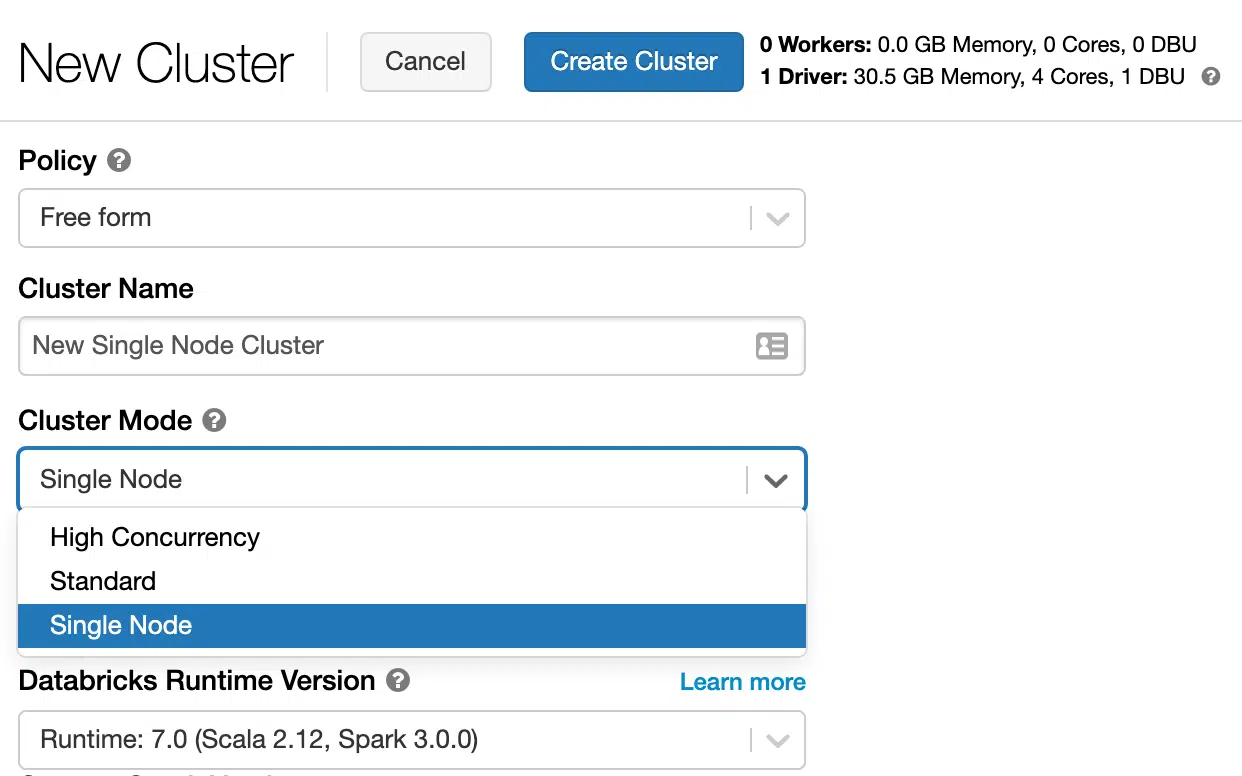 New Cluster
Cancel
Create Cluster
0 Workers: 0.0 GB Memory, 0 Cores, 0 DBU
1 Driver: 30.5 GB Memory, 4 Cores, 1 DBU ?
Policy ?
Free form
Cluster Name
New Single Node Cluster
Cluster Mode ?
Single Node
High Concurrency
Standard
Single Node
Databricks Runtime Version ?
Learn more
Runtime: 7.0 (Scala 2.12, Spark 3.0.0)